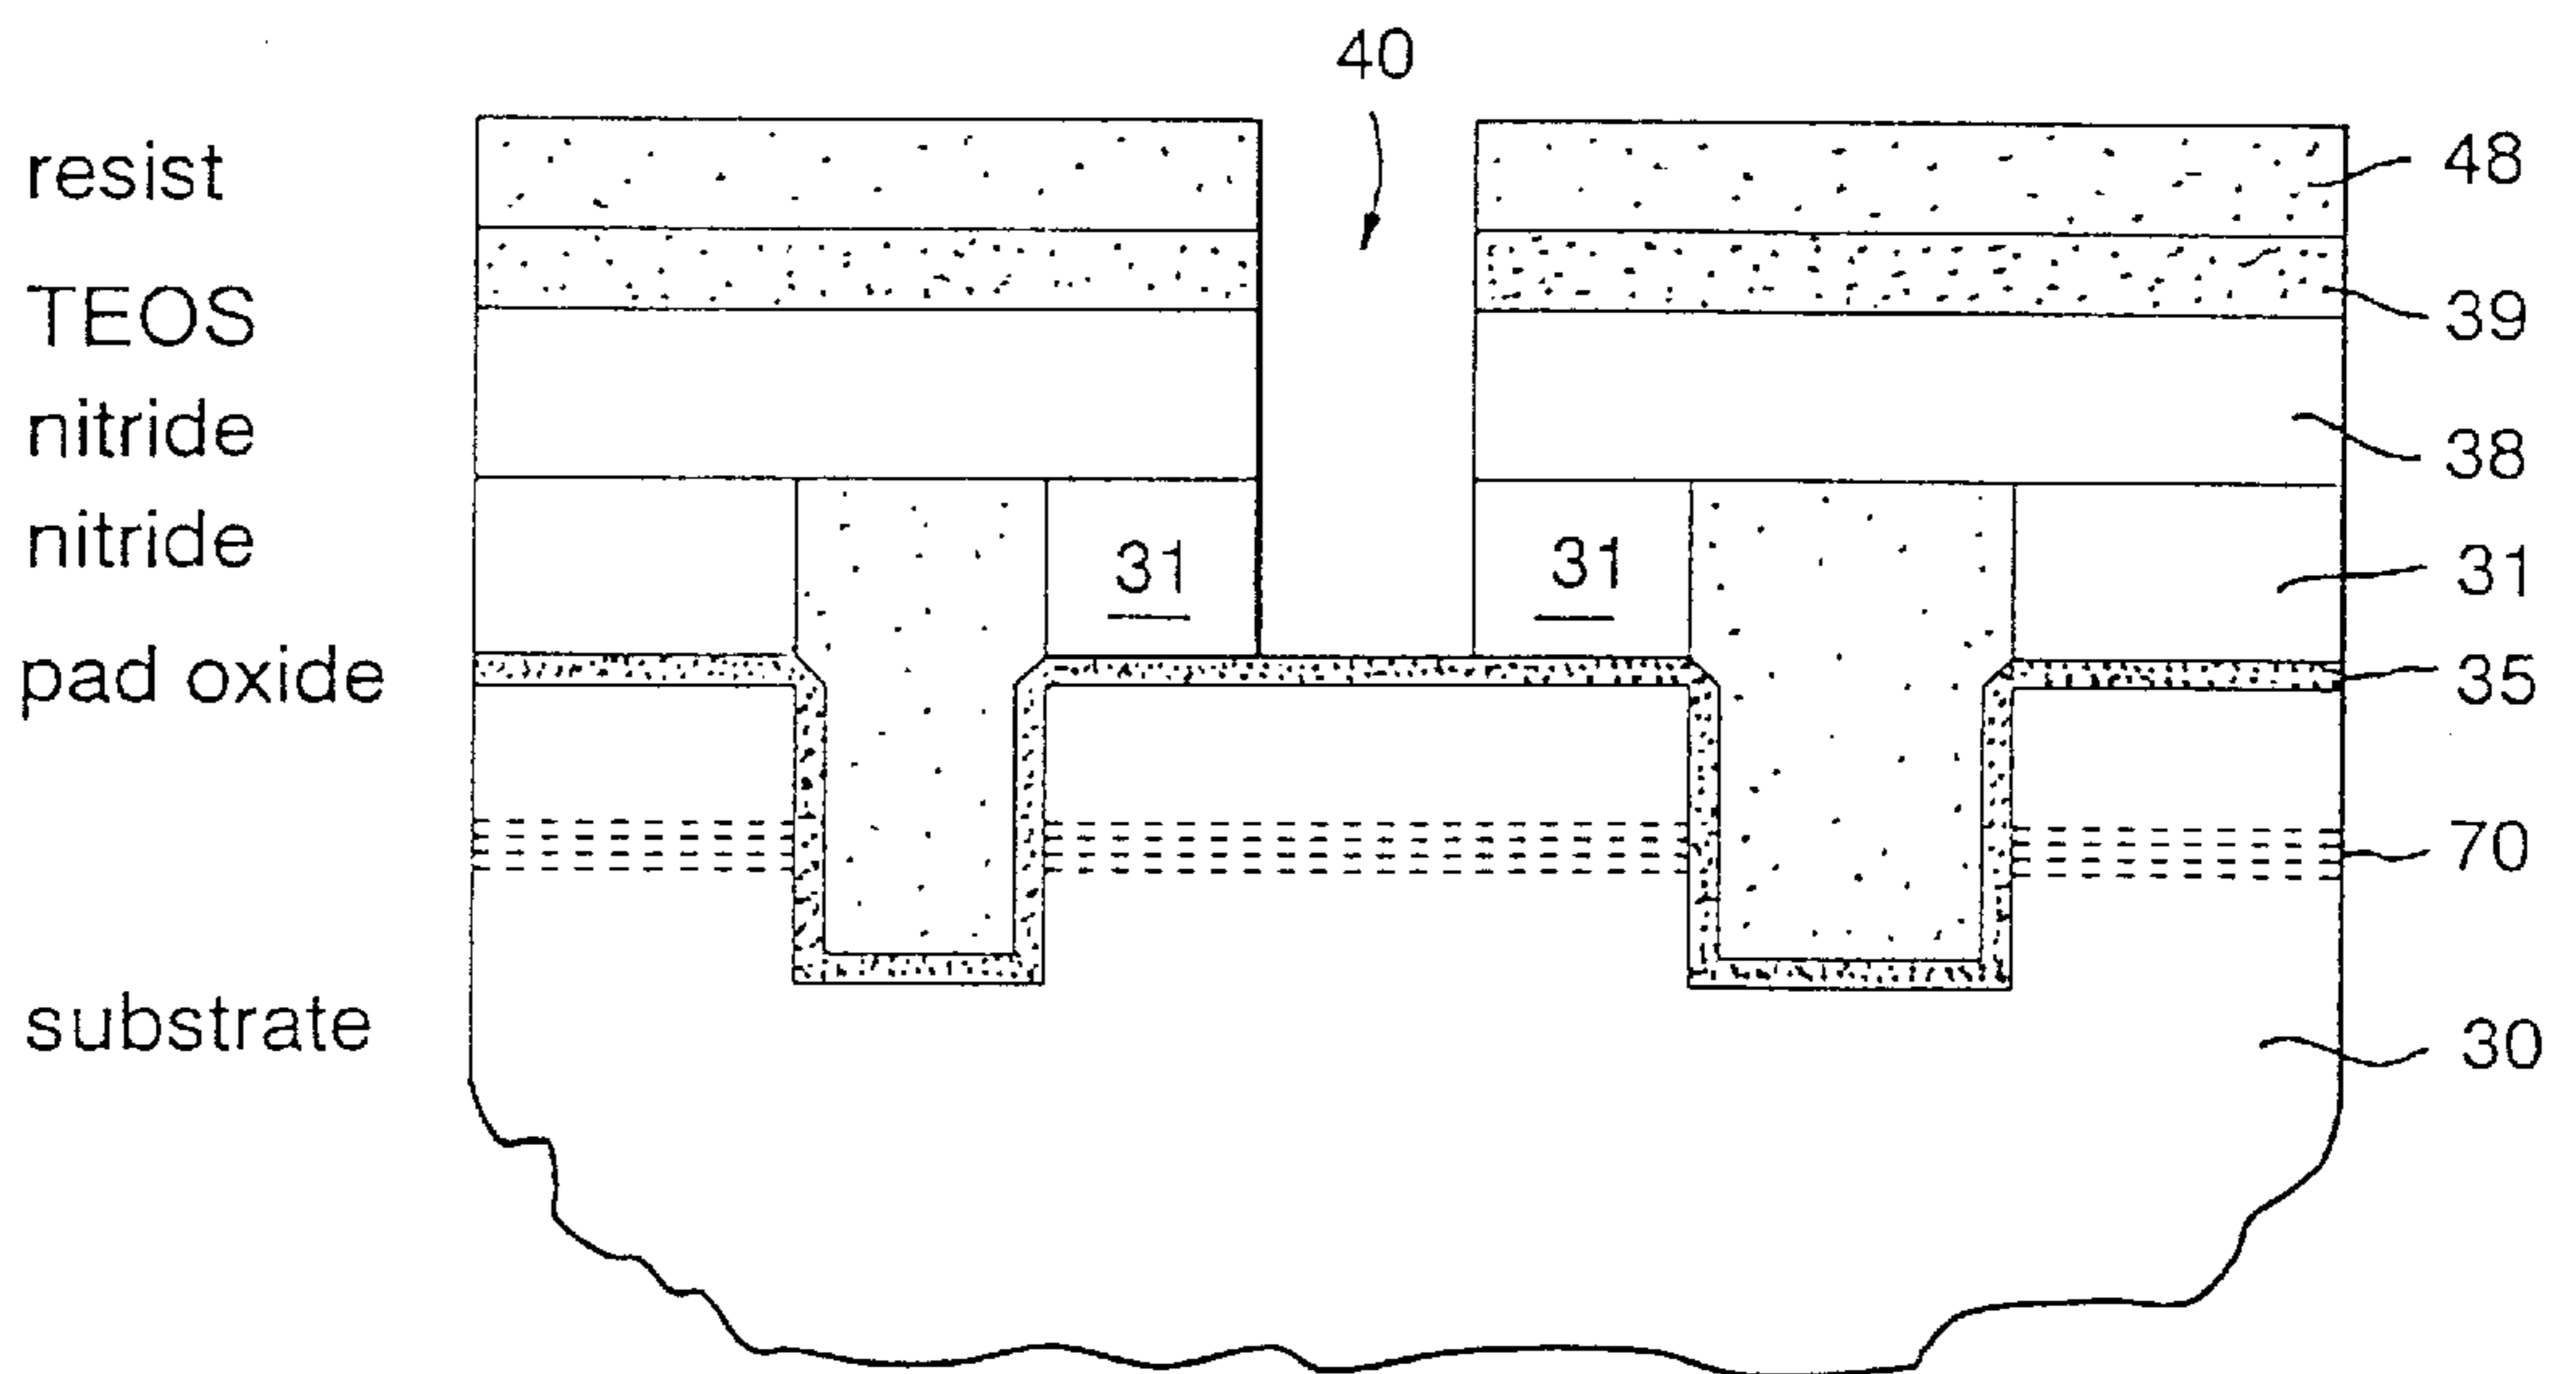 40
resist 48
TEOS 39
nitride 38
nitride 31 31 31
pad oxide 35
70
substrate 30